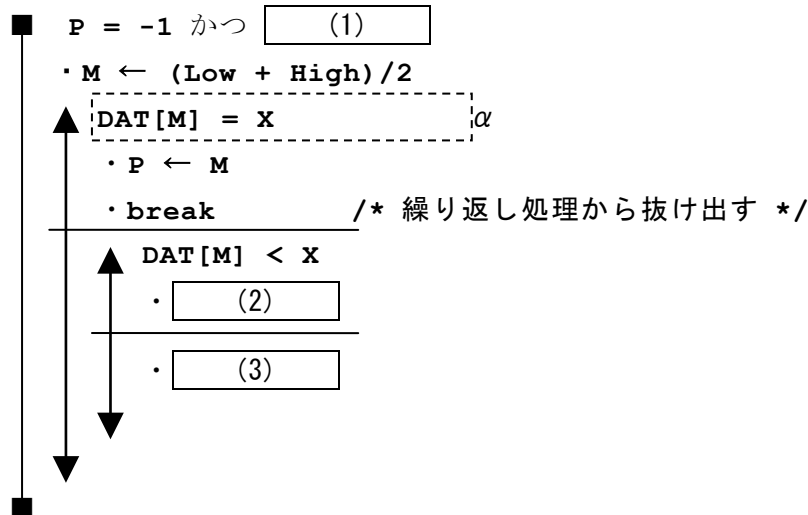 P = -1 かつ (1)
・M ← (Low + High)/2
DAT[M] = X α
・P ← M
・break /* 繰り返し処理から抜け出す */
DAT[M] < X
・ (2)
・ (3)